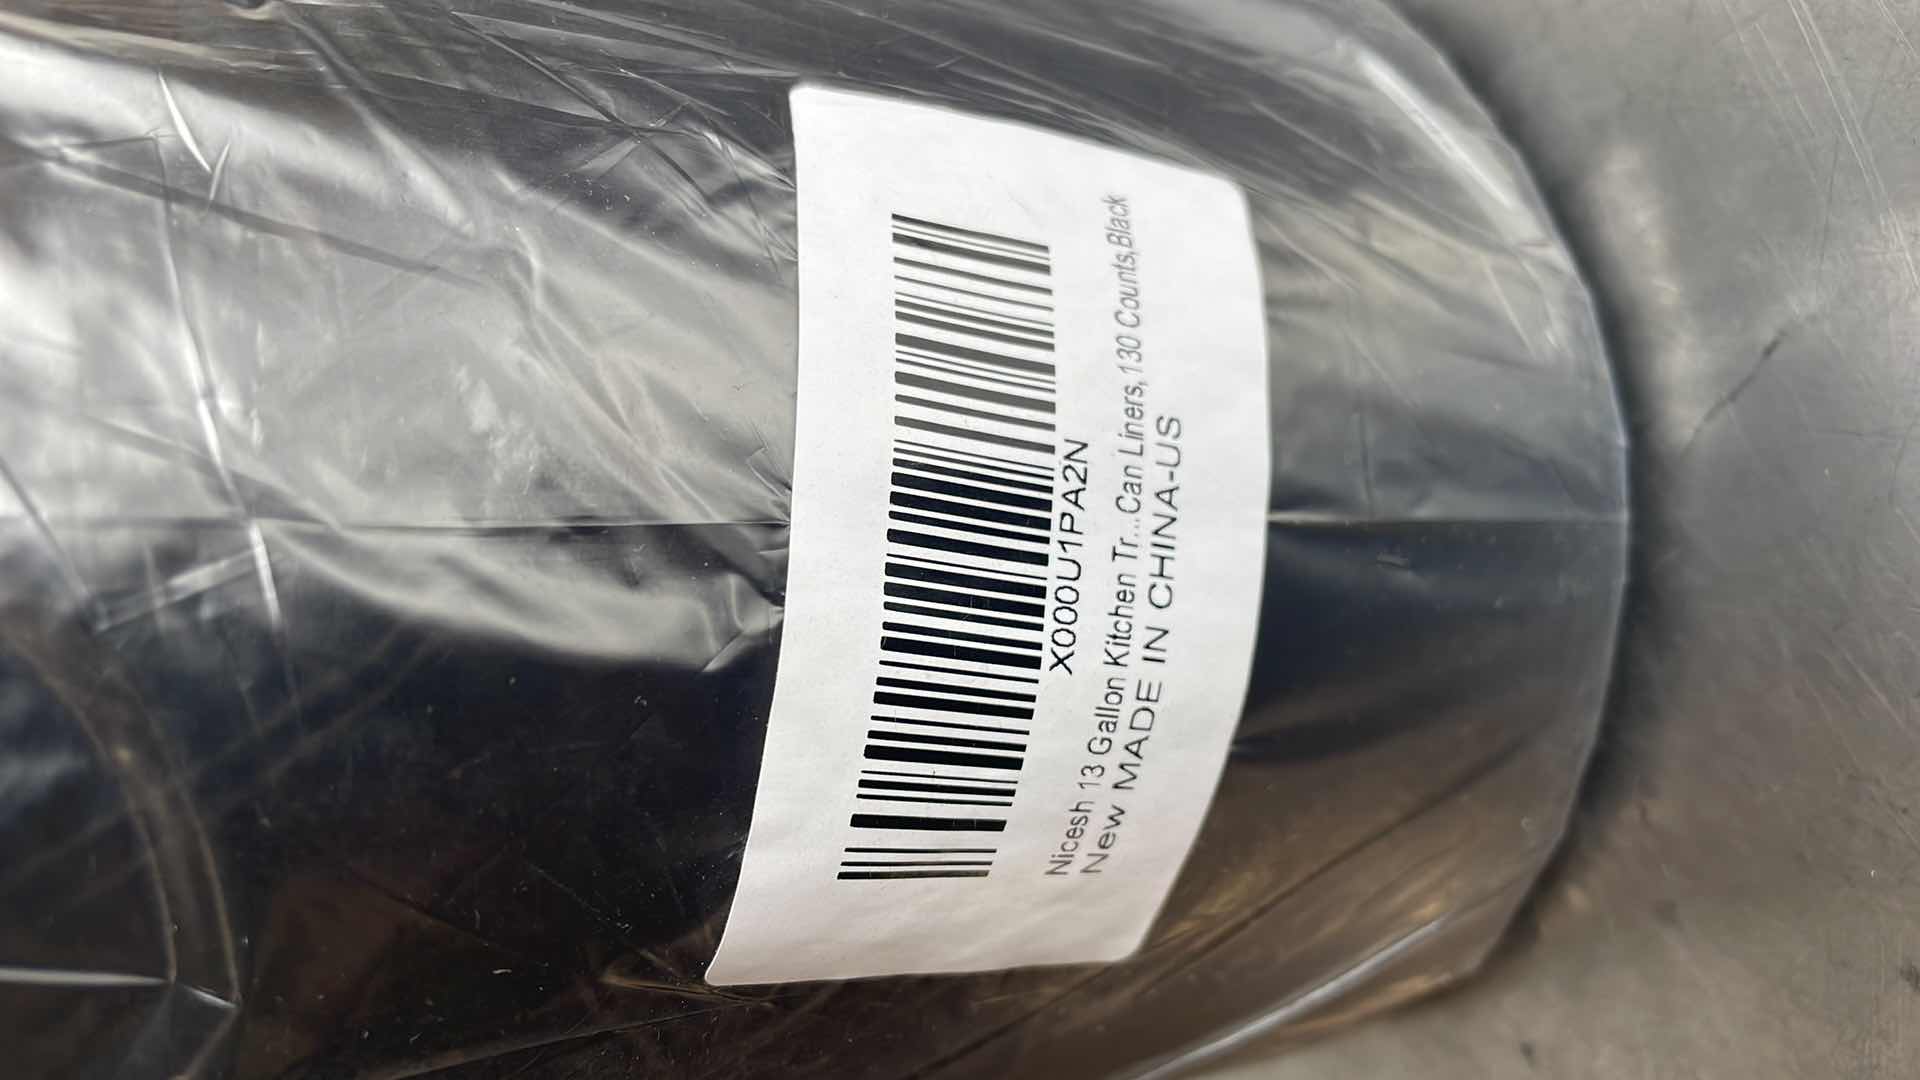 X000U1PA2N
Nicesh 13 Gallon Kitchen Tr...Can Liners,130 Counts,Black
New MADE IN CHINA-US